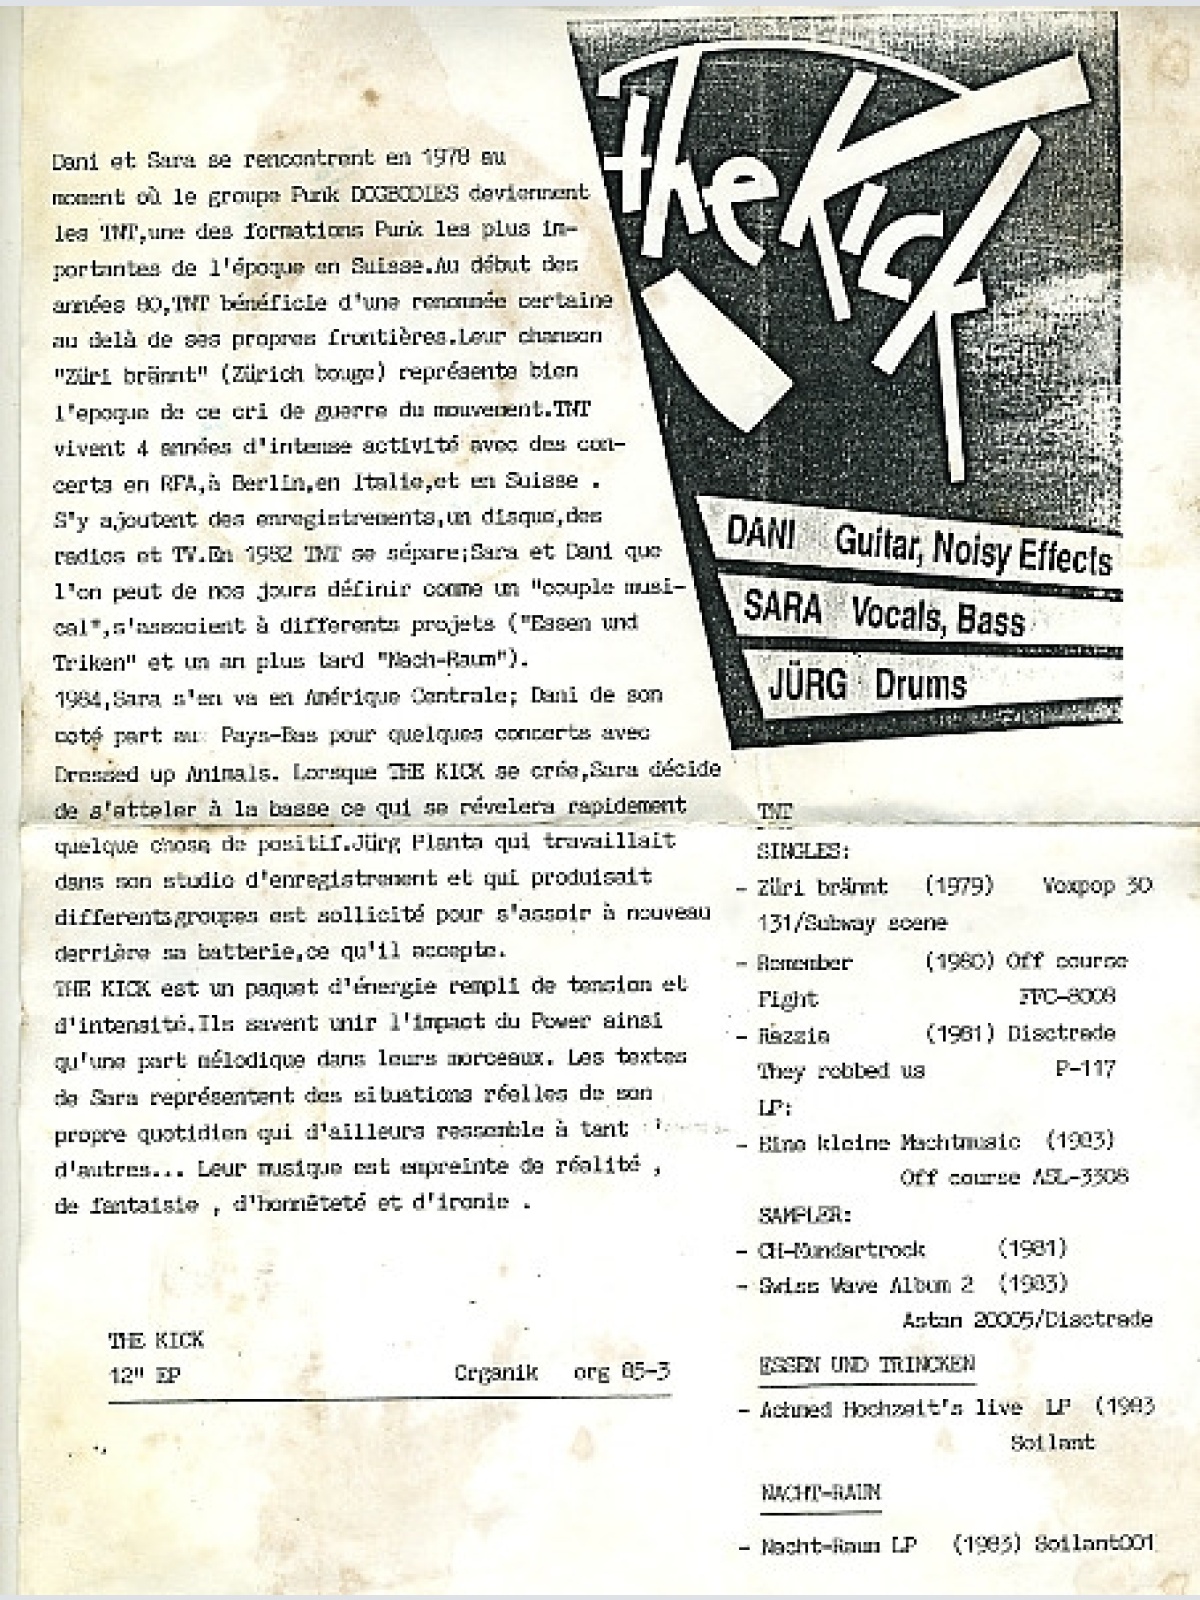 the Kick
DANI Guitar, Noisy Effects
SARA Vocals, Bass
JÜRG Drums
Dani et Sara se rencontrent en 1978 au
moment où le groupe Punk DOGBODIES deviennent
les TNT,une des formations Punk les plus im-
portantes de l'époque en Suisse.Au début des
années 80,TNT bénéficie d'une renommée certaine
au delà de ses propres frontières.Leur chanson
"Züri brännt" (Zürich bouge) représente bien
l'epoque de ce cri de guerre du mouvement.TNT
vivent 4 années d'intense activité avec des con-
certs en RFA,à Berlin,en Italie,et en Suisse .
S'y ajoutent des enregistrements,un disque,des
radios et TV.En 1982 TNT se sépare;Sara et Dani que
l'on peut de nos jours définir comme un "couple musi-
cal",s'associent à differents projets ("Essen und
Triken" et un an plus tard "Nach-Raum").
1984,Sara s'en va en Amérique Centrale; Dani de son
coté part au Pays-Bas pour quelques concerts avec
Dressed up Animals. Lorsque THE KICK se crée,Sara décide
de s'atteler à la basse ce qui se révelera rapidement
quelque chose de positif.Jürg Planta qui travaillait
dans son studio d'enregistrement et qui produisait
differents groupes est sollicité pour s'assoir à nouveau
derrière sa batterie,ce qu'il accepte.
THE KICK est un paquet d'énergie rempli de tension et
d'intensité.Ils savent unir l'impact du Power ainsi
qu'une part mélodique dans leurs morceaux. Les textes
de Sara représentent des situations réelles de son
propre quotidien qui d'ailleurs ressemble à tant
d'autres... Leur musique est empreinte de réalité ,
de fantaisie , d'honnêteté et d'ironie .
THE KICK
12" EP Organik org 85-3
TNT
SINGLES:
- Züri brännt (1979) Voxpop 30
131/Subway scene
- Remember (1980) Off course
Fight FFC-8008
- Razzia (1981) Disctrade
They robbed us P-117
LP:
- Eine kleine Machtmusic (1983)
Off course ASL-3308
SAMPLER:
- CH-Mundartrock (1981)
- Swiss Wave Album 2 (1983)
Astan 20005/Disctrade
ESSEN UND TRINCKEN
- Achmed Hochzeit's live LP (1983
Soilant
NACHT-RAUM
- Nacht-Raum LP (1983) Soilant001